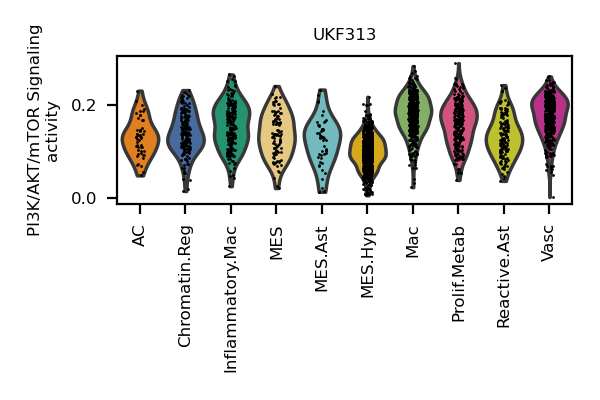 UKF313
PI3K/AKT/mTOR Signaling
activity
0.2
0.0
AC
Chromatin.Reg
Inflammatory.Mac
MES
MES.Ast
MES.Hyp
Mac
Prolif.Metab
Reactive.Ast
Vasc